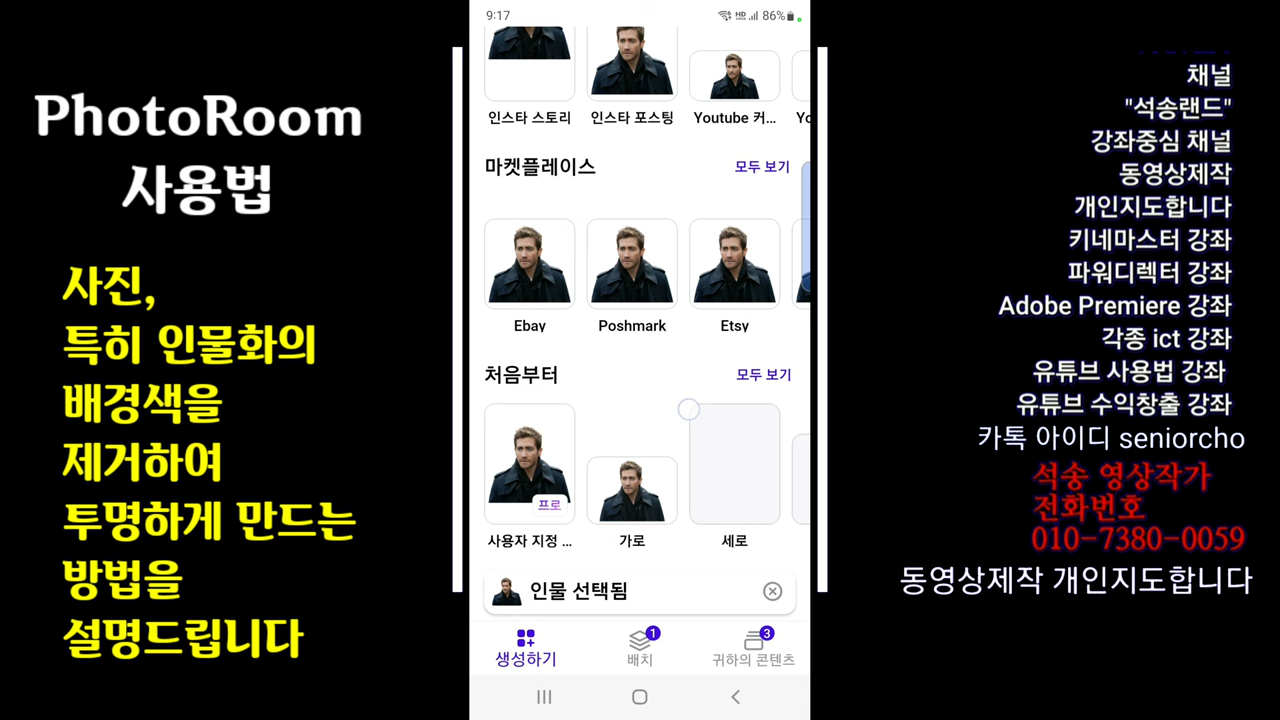 PhotoRoom
사용법
사진,
특히 인물화의
배경색을
제거하여
투명하게 만드는
방법을
설명드립니다
9:17
HD
86%
인스타 스토리
인스타 포스팅
Youtube 커...
Yo
마켓플레이스
모두 보기
Ebay
Poshmark
Etsy
처음부터
모두 보기
프로
사용자 지정 ...
가로
세로
인물 선택됨
생성하기
1
배치
3
귀하의 콘텐츠
채널
"석송랜드"
강좌중심 채널
동영상제작
개인지도합니다
키네마스터 강좌
파워디렉터 강좌
Adobe Premiere 강좌
각종 ict 강좌
유튜브 사용법 강좌
유튜브 수익창출 강좌
카톡 아이디 seniorcho
석송 영상작가
전화번호
010-7380-0059
동영상제작 개인지도합니다